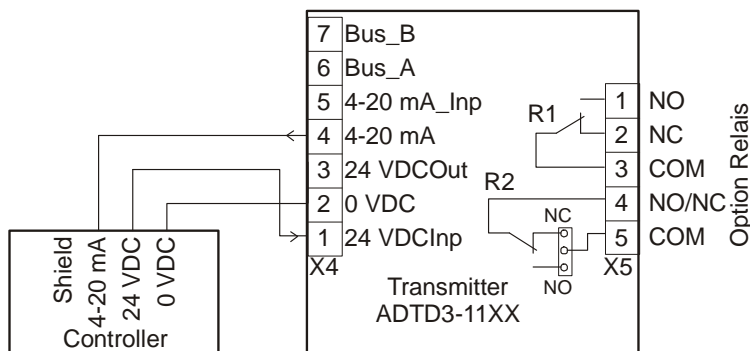 7 Bus_B
6 Bus_A
5 4-20 mA_Inp
4 4-20 mA
3 24 VDCOut
2 0 VDC
1 24 VDCInp
X4
R1
R2
NC
NO
1 NO
2 NC
3 COM
4 NO/NC
5 COM
X5
Option Relais
Transmitter
ADTD3-11XX
Shield
4-20 mA
24 VDC
0 VDC
Controller